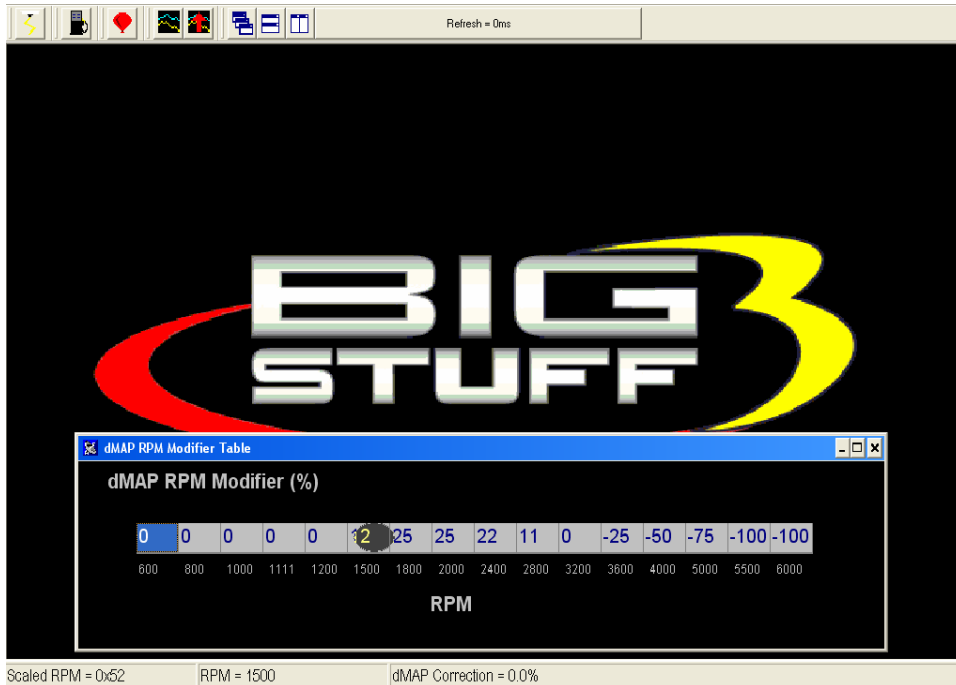 Refresh = 0ms
BIG
STUFF
3
dMAP RPM Modifier Table
dMAP RPM Modifier (%)
0 0 0 0 0 12 25 25 22 11 0 -25 -50 -75 -100 -100
600 800 1000 1111 1200 1500 1800 2000 2400 2800 3200 3600 4000 5000 5500 6000
RPM
Scaled RPM = 0x52 RPM = 1500 dMAP Correction = 0.0%